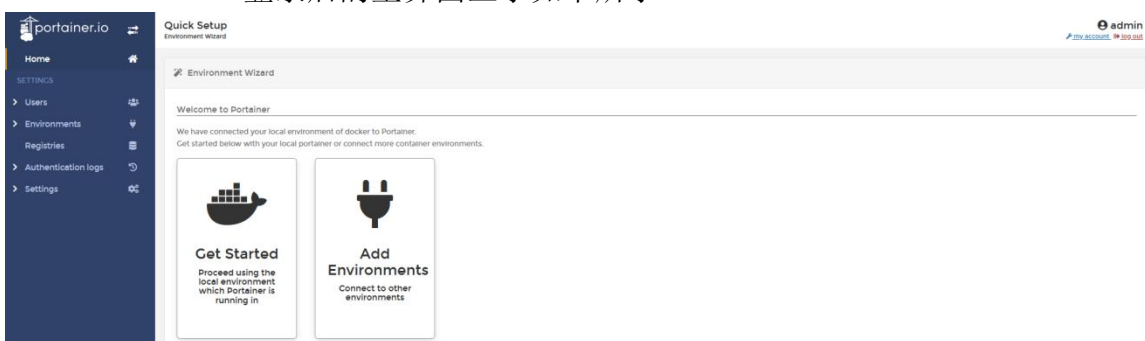 portainer.io
Home
SETTINGS
Users
Environments
Registries
Authentication logs
Settings
Quick Setup
Environment Wizard
admin
my account log out
Environment Wizard
Welcome to Portainer
We have connected your local environment of docker to Portainer.
Get started below with your local portainer or connect more container environments.
Get Started
Proceed using the
local environment
which Portainer is
running in
Add
Environments
Connect to other
environments